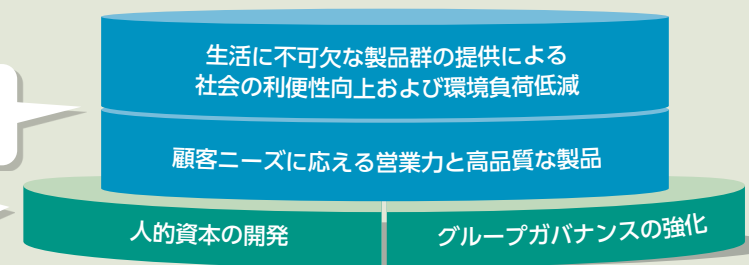 生活に不可欠な製品群の提供による
社会の利便性向上および環境負荷低減
顧客ニーズに応える営業力と高品質な製品
人的資本の開発
グループガバナンスの強化